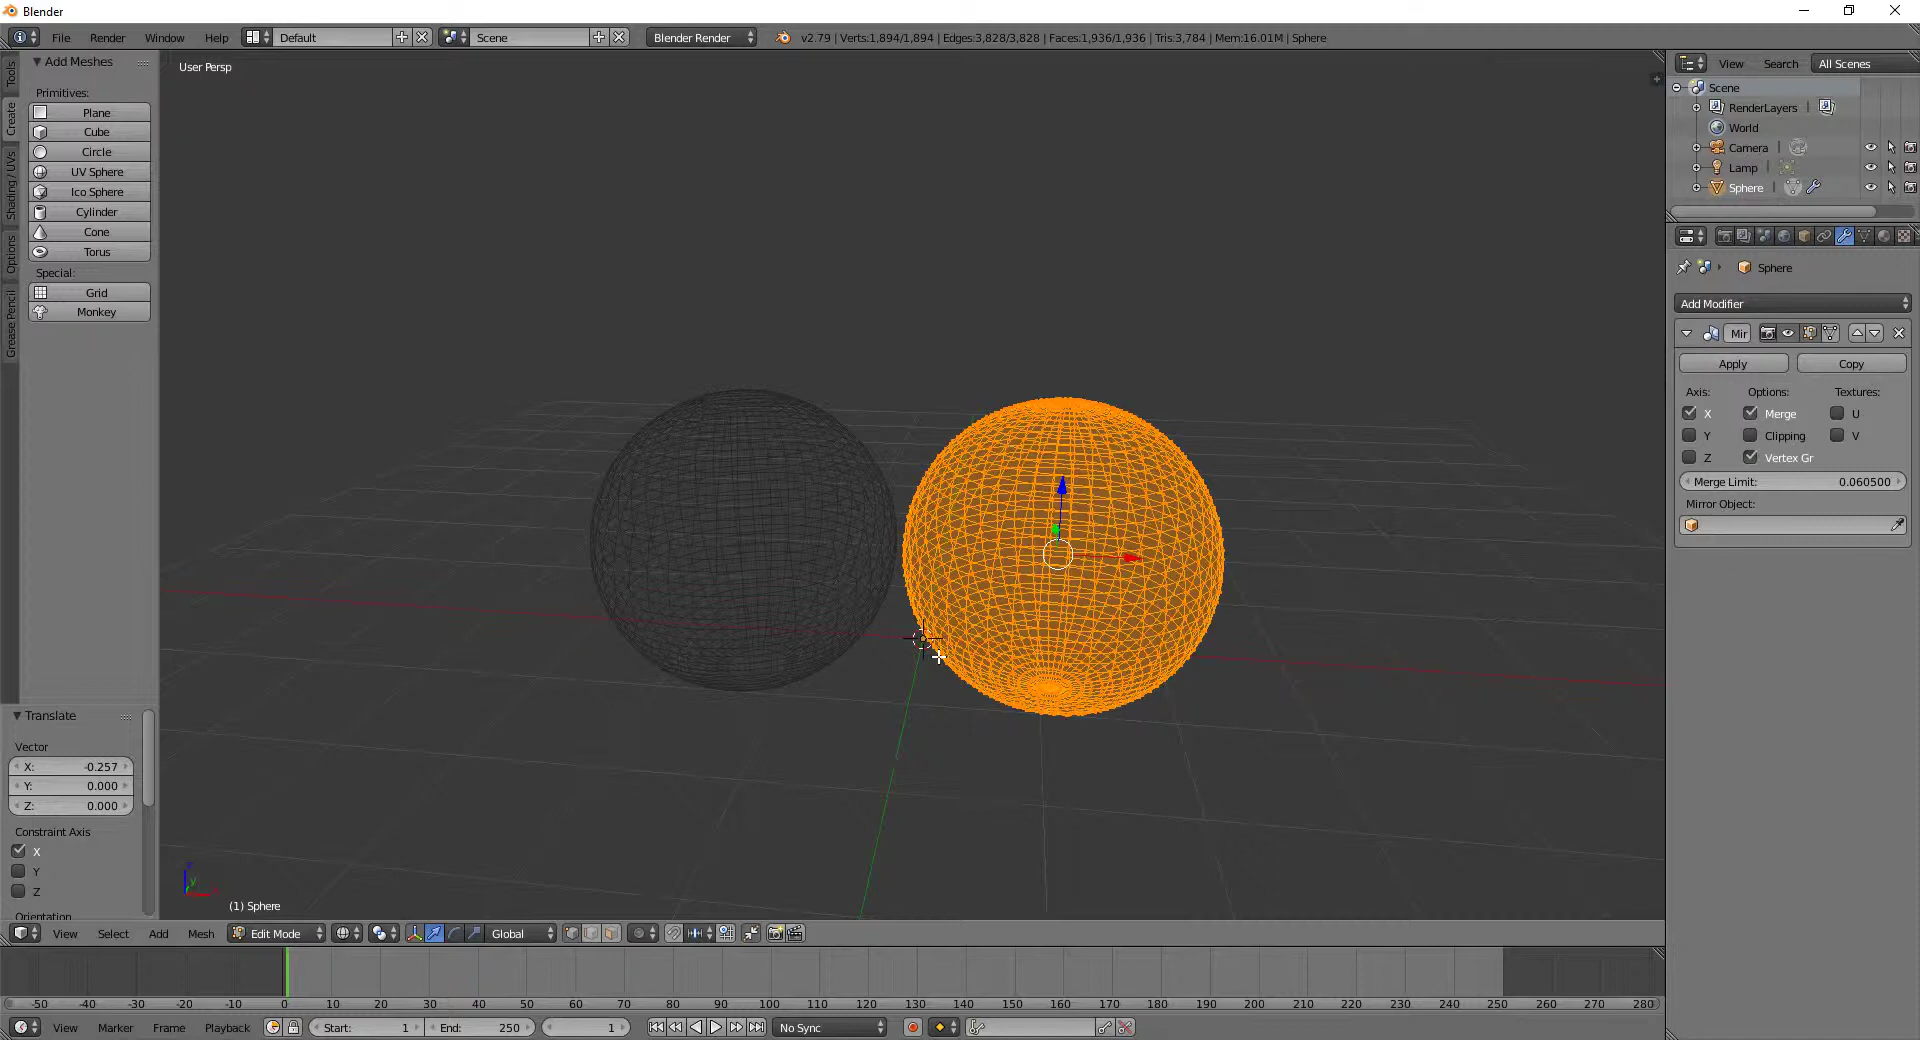 Blender
File Render Window Help Default Scene Blender Render v2.79 | Verts:1,894/1,894 | Edges:3,828/3,828 | Faces:1,936/1,936 | Tris:3,784 | Mem:16.01M | Sphere
Add Meshes
Primitives:
Plane
Cube
Circle
UV Sphere
Ico Sphere
Cylinder
Cone
Torus
Special:
Grid
Monkey
Tools
Create
Shading / UVs
Options
Grease Pencil
Translate
Vector
X: -0.257
Y: 0.000
Z: 0.000
Constraint Axis
X
Y
Z
Orientation
User Persp
(1) Sphere
View Select Add Mesh Edit Mode Global
View Search All Scenes
Scene
RenderLayers |
World
Camera |
Lamp |
Sphere |
Sphere
Add Modifier
Mir
Apply Copy
Axis: Options: Textures:
X Merge U
Y Clipping V
Z Vertex Gr
Merge Limit: 0.060500
Mirror Object:
-50 -40 -30 -20 -10 0 10 20 30 40 50 60 70 80 90 100 110 120 130 140 150 160 170 180 190 200 210 220 230 240 250 260 270 280
View Marker Frame Playback Start: 1 End: 250 1 No Sync